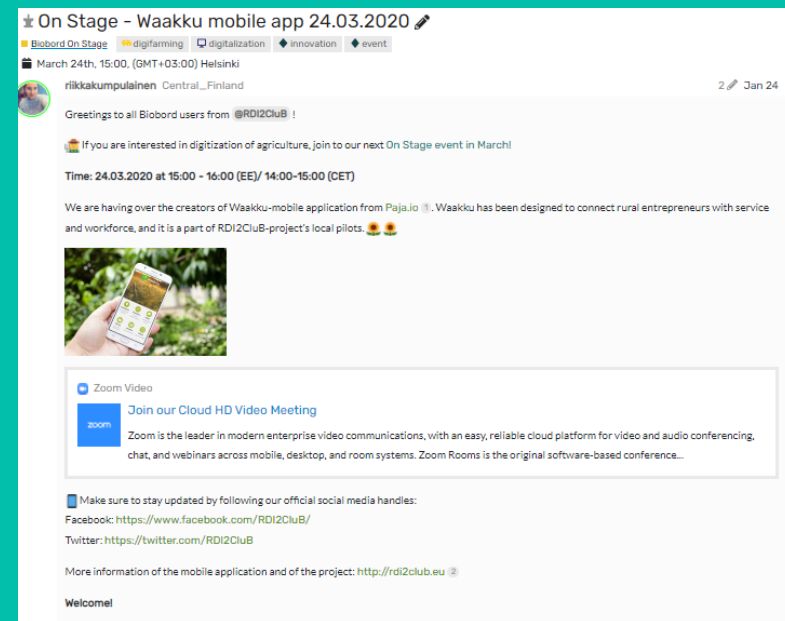 On Stage - Waakku mobile app 24.03.2020
Biobord On Stage digifarming digitalization innovation event
March 24th, 15:00, (GMT+03:00) Helsinki
riikkakumpulainen Central_Finland 2 Jan 24
Greetings to all Biobord users from @RDI2CluB !
If you are interested in digitization of agriculture, join to our next On Stage event in March!
Time: 24.03.2020 at 15:00 - 16:00 (EE)/ 14:00-15:00 (CET)
We are having over the creators of Waakku-mobile application from Paja.io 1 . Waakku has been designed to connect rural entrepreneurs with service
and workforce, and it is a part of RDI2CluB-project's local pilots.
Zoom Video
zoom
Join our Cloud HD Video Meeting
Zoom is the leader in modern enterprise video communications, with an easy, reliable cloud platform for video and audio conferencing,
chat, and webinars across mobile, desktop, and room systems. Zoom Rooms is the original software-based conference...
Make sure to stay updated by following our official social media handles:
Facebook: https://www.facebook.com/RDI2CluB/
Twitter: https://twitter.com/RDI2CluB
More information of the mobile application and of the project: http://rdi2club.eu 2
Welcome!